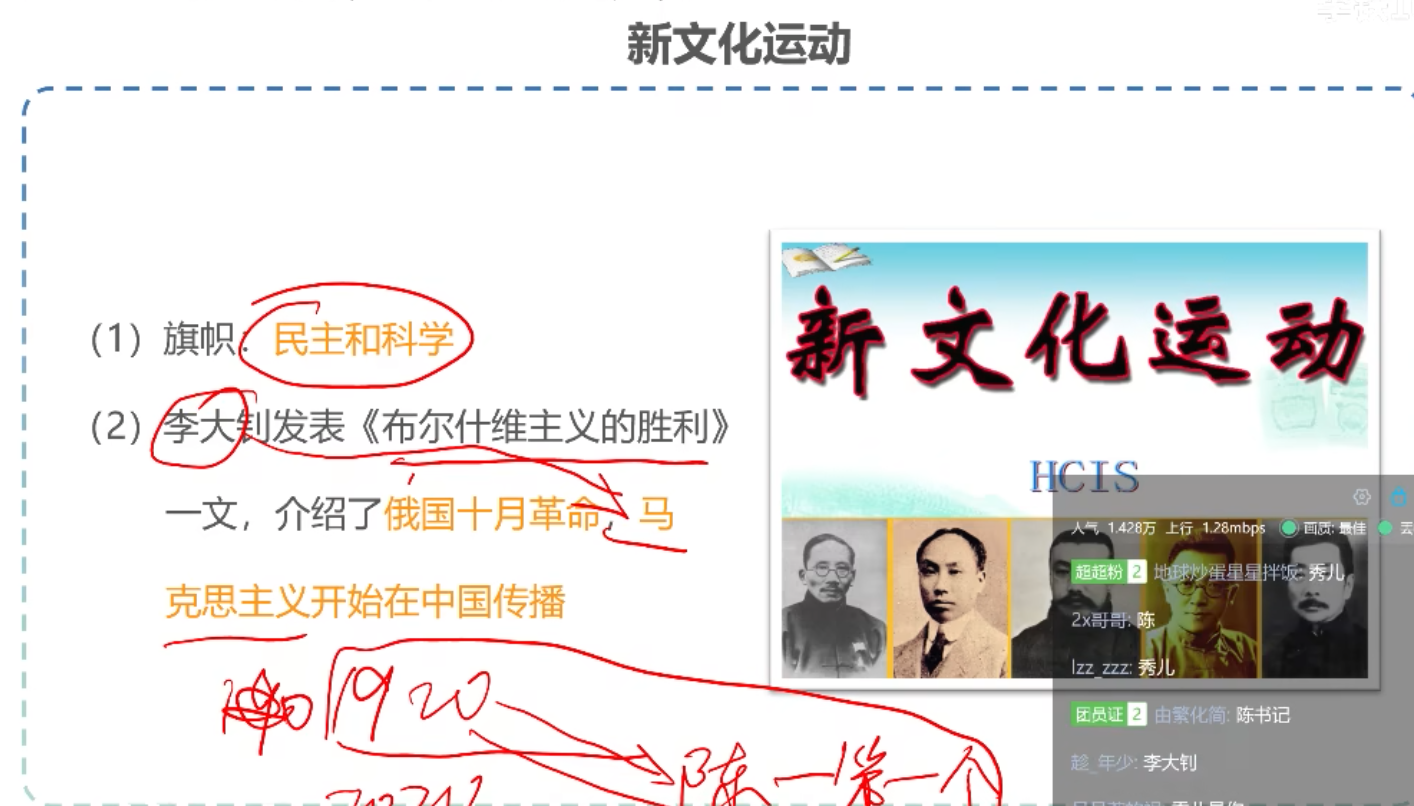 新文化运动
(1) 旗帜: 民主和科学
(2) 李大钊发表《布尔什维主义的胜利》
一文，介绍了俄国十月革命，马
克思主义开始在中国传播
1920
陈一第一个
新文化运动
HCIS
人气 1.428万 上行 1.28mbps 画质: 最佳 丢
超超粉 2 地球炒蛋星星拌饭: 秀儿
2x哥哥: 陈
lzz_zzz: 秀儿
团员证 2 由繁化简: 陈书记
趁_年少: 李大钊